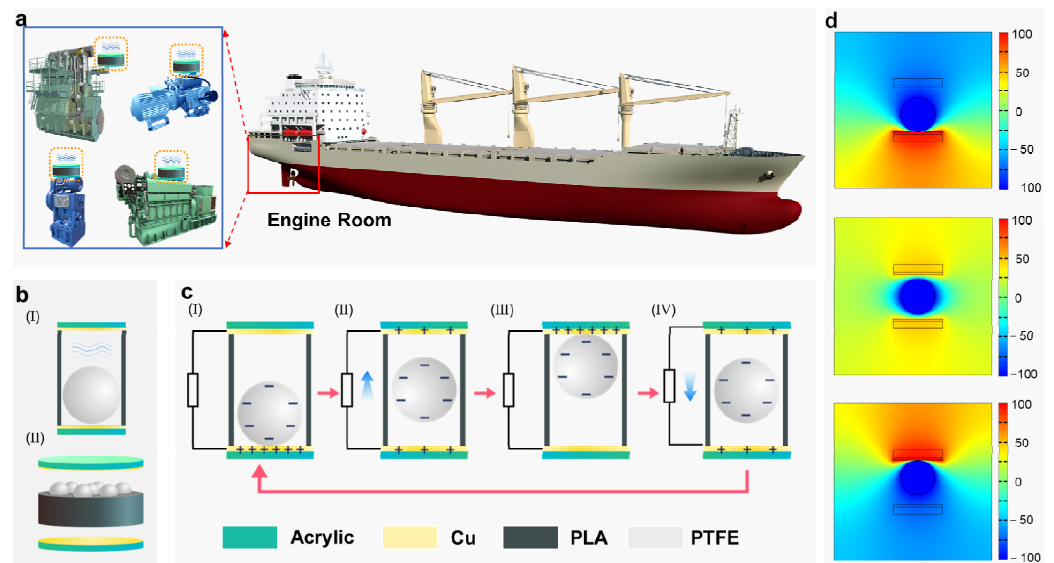 a
Engine Room
b
(I)
(II)
c
(I)
(II)
(III)
(IV)
+ +
+ + + + + +
+ +
− −
− −
− −
− −
− −
− −
− −
− −
− −
− −
− −
− −
+ + + + + +
+ +
+ +
Acrylic
Cu
PLA
PTFE
d
100
50
0
50
100
100
50
0
−50
−100
100
50
0
−50
−100